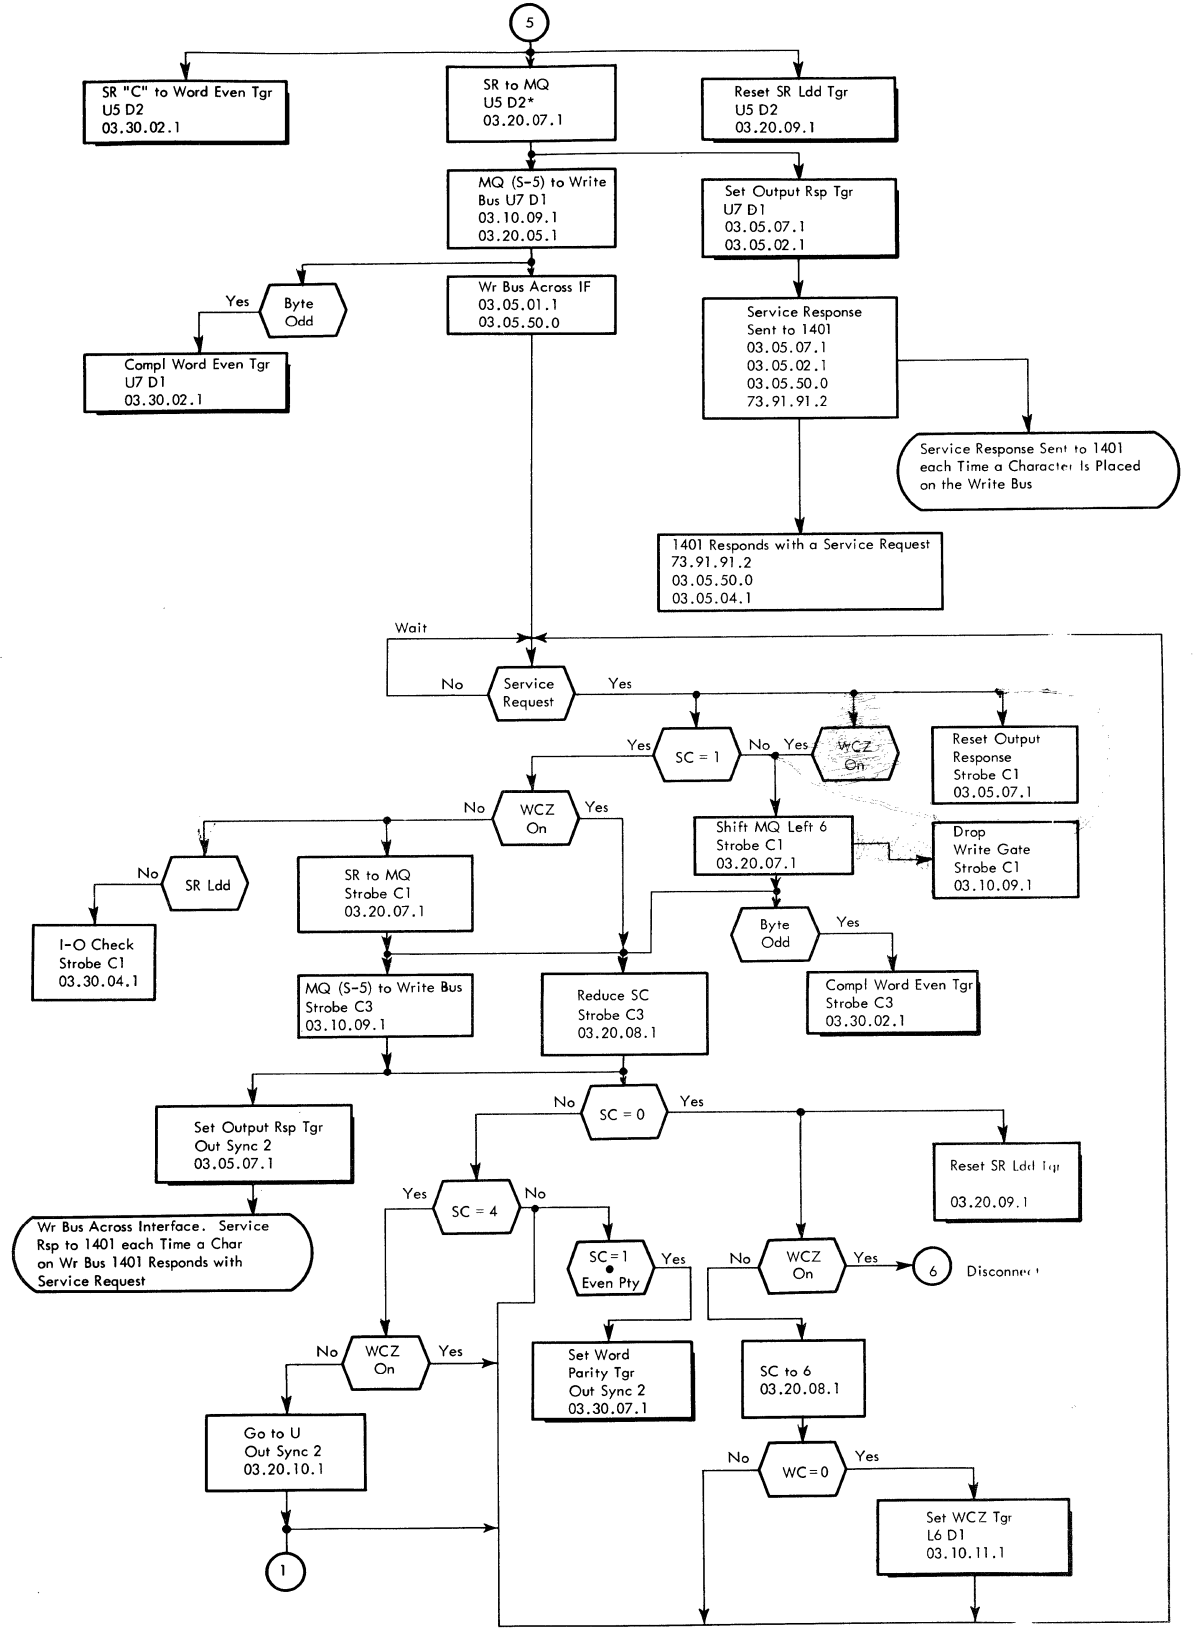 5
SR "C" to Word Even Tgr
U5 D2
03.30.02.1
SR to MQ
U5 D2*
03.20.07.1
Reset SR Ldd Tgr
U5 D2
03.20.09.1
MQ (S-5) to Write
Bus U7 D1
03.10.09.1
03.20.05.1
Set Output Rsp Tgr
U7 D1
03.05.07.1
03.05.02.1
Yes
Byte
Odd
Wr Bus Across IF
03.05.01.1
03.05.50.0
Service Response
Sent to 1401
03.05.07.1
03.05.02.1
03.05.50.0
73.91.91.2
Compl Word Even Tgr
U7 D1
03.30.02.1
Service Response Sent to 1401
each Time a Character Is Placed
on the Write Bus
1401 Responds with a Service Request
73.91.91.2
03.05.50.0
03.05.04.1
Wait
No
Service
Request
Yes
Yes
SC = 1
No
Yes
WCZ
On
Reset Output
Response
Strobe C1
03.05.07.1
No
WCZ
On
Yes
Shift MQ Left 6
Strobe C1
03.20.07.1
Drop
Write Gate
Strobe C1
03.10.09.1
No
SR Ldd
SR to MQ
Strobe C1
03.20.07.1
Byte
Odd
Yes
I-O Check
Strobe C1
03.30.04.1
MQ (S-5) to Write Bus
Strobe C3
03.10.09.1
Reduce SC
Strobe C3
03.20.08.1
Compl Word Even Tgr
Strobe C3
03.30.02.1
No
SC = 0
Yes
Set Output Rsp Tgr
Out Sync 2
03.05.07.1
Reset SR Ldd Tgr
03.20.09.1
Yes
SC = 4
No
Wr Bus Across Interface. Service
Rsp to 1401 each Time a Char
on Wr Bus 1401 Responds with
Service Request
SC=1
•
Even Pty
Yes
No
WCZ
On
Yes
6
Disconnect
No
WCZ
On
Yes
Set Word
Parity Tgr
Out Sync 2
03.30.07.1
SC to 6
03.20.08.1
Go to U
Out Sync 2
03.20.10.1
No
WC=0
Yes
Set WCZ Tgr
L6 D1
03.10.11.1
1